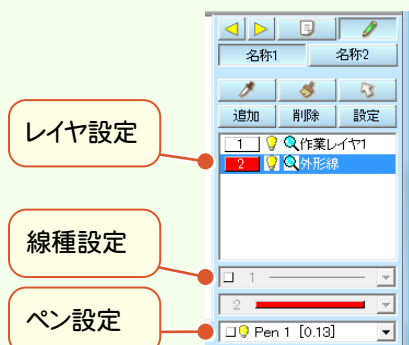 名称1 名称2
追加 削除 設定
レイヤ設定
1 作業レイヤ1
2 外形線
線種設定
1
2
ペン設定
Pen 1 [0.13]